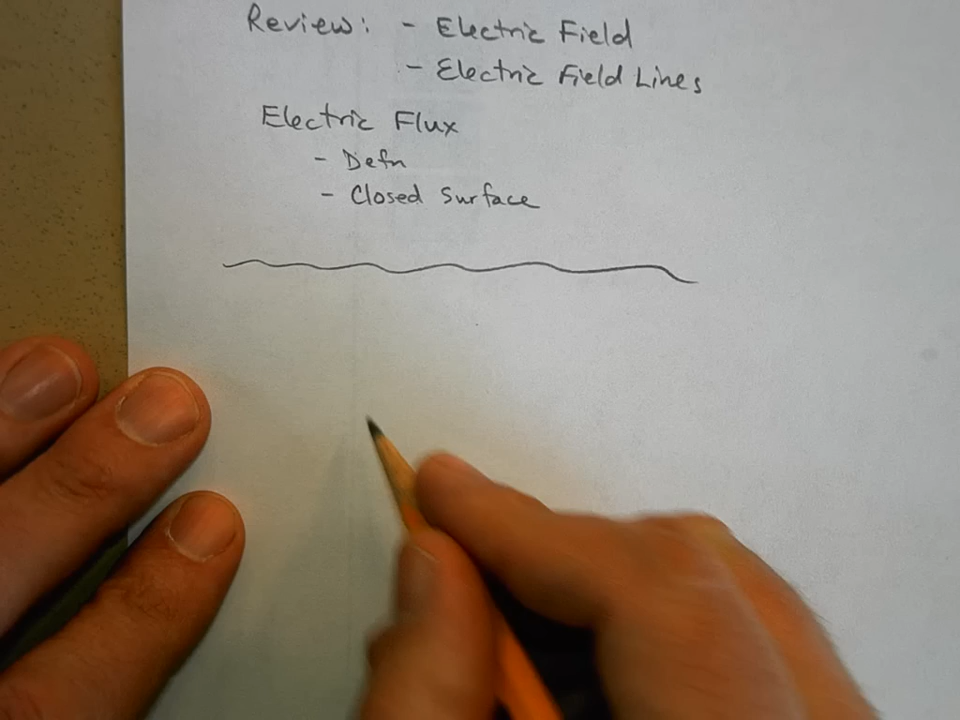 Review: - Electric Field
- Electric Field Lines
Electric Flux
- Defn
- Closed Surface